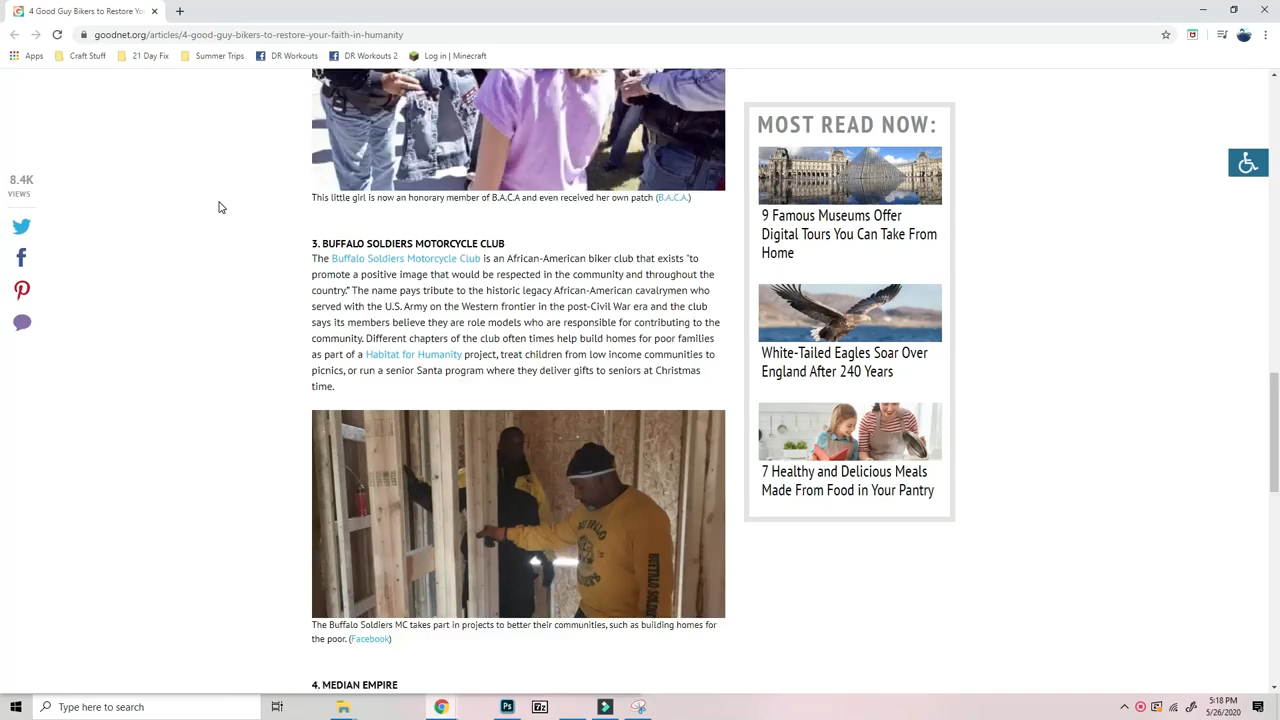 4 Good Guy Bikers to Restore Yo
goodnet.org/articles/4-good-guy-bikers-to-restore-your-faith-in-humanity
Apps Craft Stuff 21 Day Fix Summer Trips DR Workouts DR Workouts 2 Log in | Minecraft
8.4K
VIEWS
This little girl is now an honorary member of B.A.C.A and even received her own patch (B.A.C.A.)
3. BUFFALO SOLDIERS MOTORCYCLE CLUB
The Buffalo Soldiers Motorcycle Club is an African-American biker club that exists "to
promote a positive image that would be respected in the community and throughout the
country." The name pays tribute to the historic legacy African-American cavalrymen who
served with the U.S. Army on the Western frontier in the post-Civil War era and the club
says its members believe they are role models who are responsible for contributing to the
community. Different chapters of the club often times help build homes for poor families
as part of a Habitat for Humanity project, treat children from low income communities to
picnics, or run a senior Santa program where they deliver gifts to seniors at Christmas
time.
BUFFALO
BUFFALO SOLDI
The Buffalo Soldiers MC takes part in projects to better their communities, such as building homes for
the poor. (Facebook)
4. MEDIAN EMPIRE
MOST READ NOW:
9 Famous Museums Offer
Digital Tours You Can Take From
Home
White-Tailed Eagles Soar Over
England After 240 Years
7 Healthy and Delicious Meals
Made From Food in Your Pantry
Type here to search
Ps
7z
5:18 PM
5/26/2020